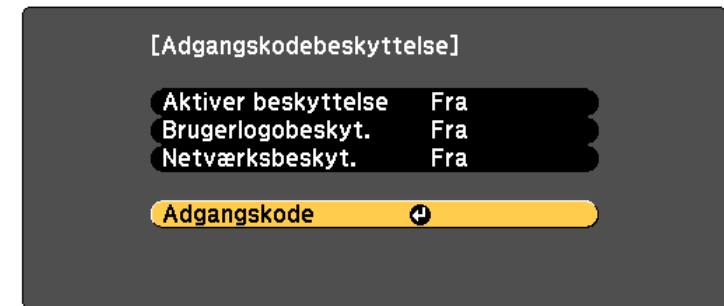 [Adgangskodebeskyttelse]
Aktiver beskyttelse Fra
Brugerlogobeskyt. Fra
Netværksbeskyt. Fra
Adgangskode